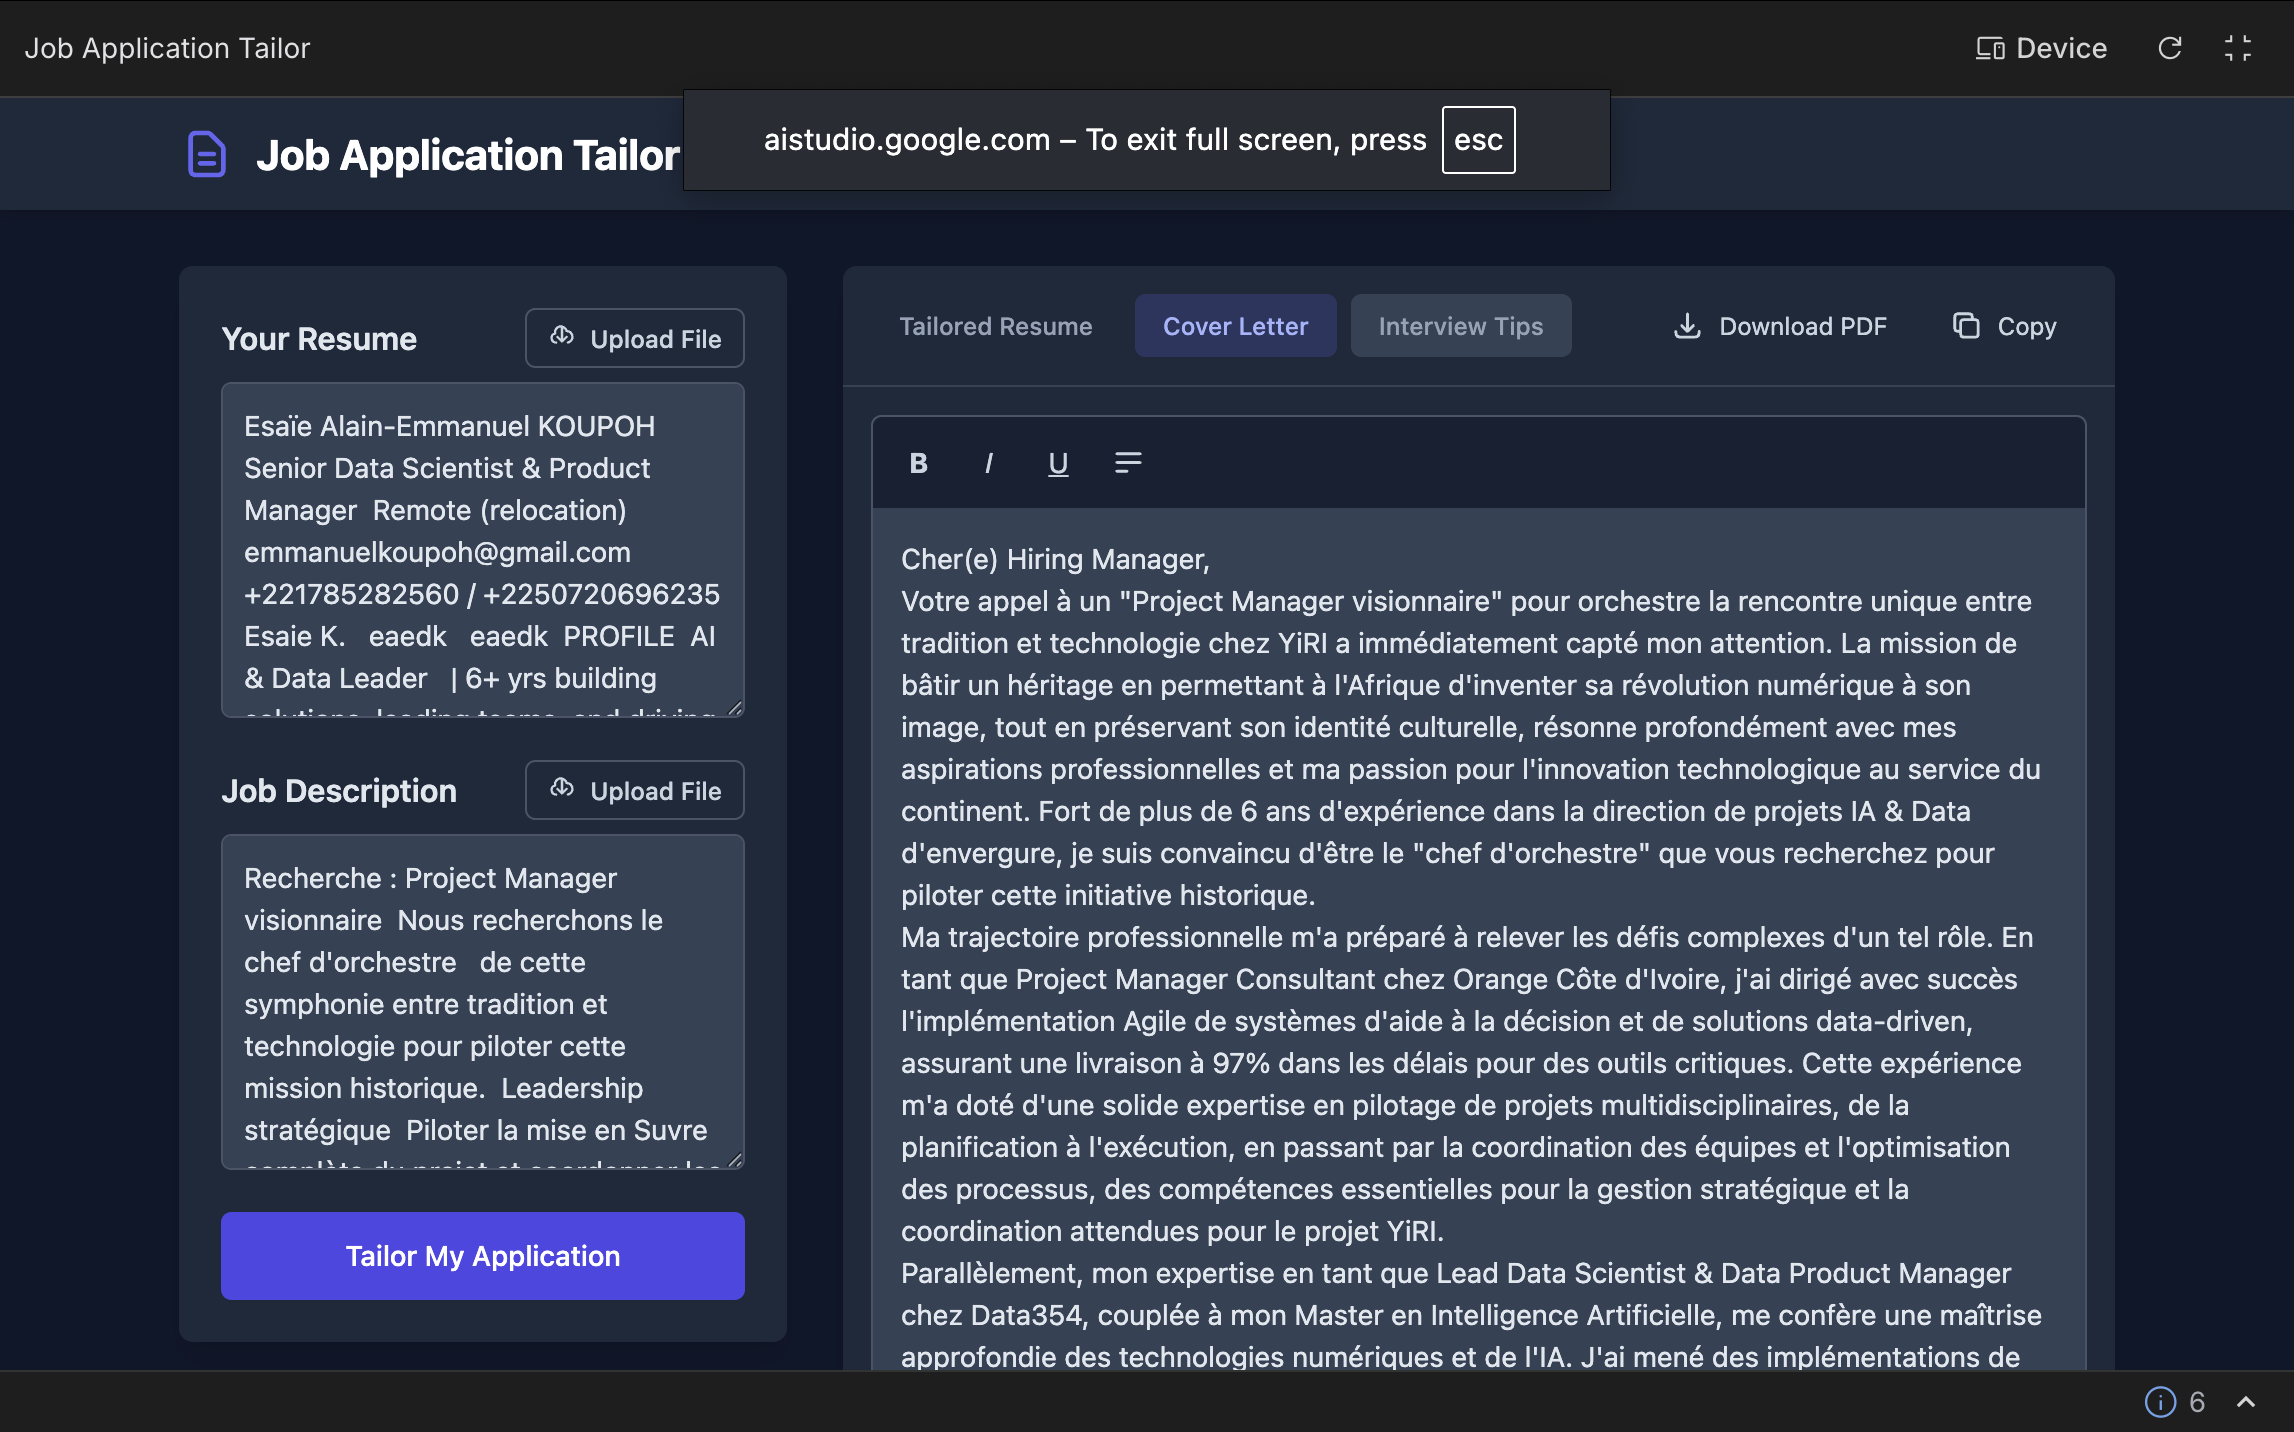 Job Application Tailor
Device
Job Application Tailor
aistudio.google.com – To exit full screen, press esc
Your Resume
Upload File
Esaïe Alain-Emmanuel KOUPOH
Senior Data Scientist & Product
Manager Remote (relocation)
emmanuelkoupoh@gmail.com
+221785282560 / +2250720696235
Esaie K. eaedk eaedk PROFILE AI
& Data Leader | 6+ yrs building
solutions, leading teams, and driving
Job Description
Upload File
Recherche : Project Manager
visionnaire Nous recherchons le
chef d'orchestre de cette
symphonie entre tradition et
technologie pour piloter cette
mission historique. Leadership
stratégique Piloter la mise en Suvre
complète du projet et coordonner les
Tailor My Application
Tailored Resume
Cover Letter
Interview Tips
Download PDF
Copy
B I U
Cher(e) Hiring Manager,
Votre appel à un "Project Manager visionnaire" pour orchestre la rencontre unique entre
tradition et technologie chez YiRI a immédiatement capté mon attention. La mission de
bâtir un héritage en permettant à l'Afrique d'inventer sa révolution numérique à son
image, tout en préservant son identité culturelle, résonne profondément avec mes
aspirations professionnelles et ma passion pour l'innovation technologique au service du
continent. Fort de plus de 6 ans d'expérience dans la direction de projets IA & Data
d'envergure, je suis convaincu d'être le "chef d'orchestre" que vous recherchez pour
piloter cette initiative historique.
Ma trajectoire professionnelle m'a préparé à relever les défis complexes d'un tel rôle. En
tant que Project Manager Consultant chez Orange Côte d'Ivoire, j'ai dirigé avec succès
l'implémentation Agile de systèmes d'aide à la décision et de solutions data-driven,
assurant une livraison à 97% dans les délais pour des outils critiques. Cette expérience
m'a doté d'une solide expertise en pilotage de projets multidisciplinaires, de la
planification à l'exécution, en passant par la coordination des équipes et l'optimisation
des processus, des compétences essentielles pour la gestion stratégique et la
coordination attendues pour le projet YiRI.
Parallèlement, mon expertise en tant que Lead Data Scientist & Data Product Manager
chez Data354, couplée à mon Master en Intelligence Artificielle, me confère une maîtrise
approfondie des technologies numériques et de l'IA. J'ai mené des implémentations de
6